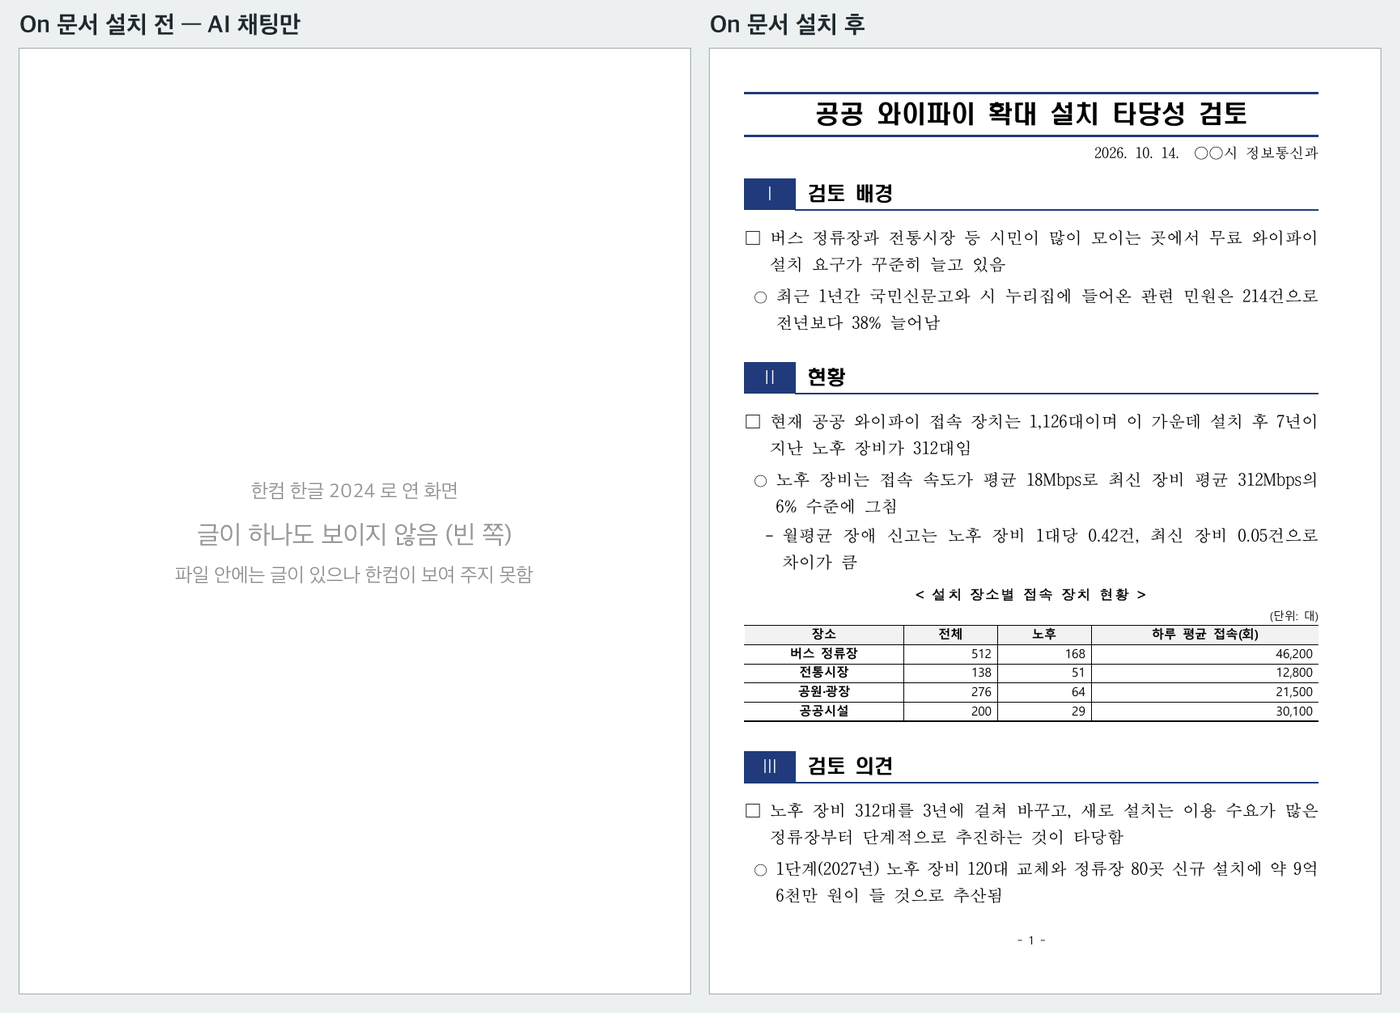 On 문서 설치 전 — AI 채팅만
한컴 한글 2024 로 연 화면
글이 하나도 보이지 않음 (빈 쪽)
파일 안에는 글이 있으나 한컴이 보여 주지 못함
On 문서 설치 후
공공 와이파이 확대 설치 타당성 검토
2026. 10. 14. ○○시 정보통신과
Ⅰ 검토 배경
□ 버스 정류장과 전통시장 등 시민이 많이 모이는 곳에서 무료 와이파이
설치 요구가 꾸준히 늘고 있음
○ 최근 1년간 국민신문고와 시 누리집에 들어온 관련 민원은 214건으로
전년보다 38% 늘어남
Ⅱ 현황
□ 현재 공공 와이파이 접속 장치는 1,126대이며 이 가운데 설치 후 7년이
지난 노후 장비가 312대임
○ 노후 장비는 접속 속도가 평균 18Mbps로 최신 장비 평균 312Mbps의
6% 수준에 그침
- 월평균 장애 신고는 노후 장비 1대당 0.42건, 최신 장비 0.05건으로
차이가 큼
< 설치 장소별 접속 장치 현황 >
(단위: 대)
장소 전체 노후 하루 평균 접속(회)
버스 정류장 512 168 46,200
전통시장 138 51 12,800
공원·광장 276 64 21,500
공공시설 200 29 30,100
Ⅲ 검토 의견
□ 노후 장비 312대를 3년에 걸쳐 바꾸고, 새로 설치는 이용 수요가 많은
정류장부터 단계적으로 추진하는 것이 타당함
○ 1단계(2027년) 노후 장비 120대 교체와 정류장 80곳 신규 설치에 약 9억
6천만 원이 들 것으로 추산됨
- 1 -